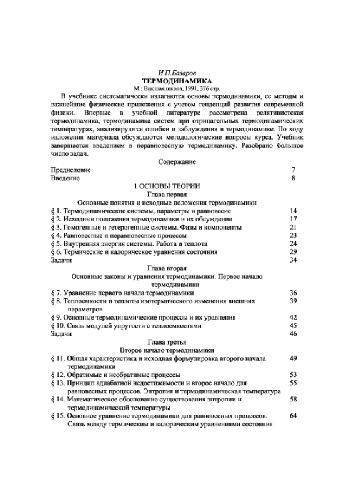 И.П.Базаров
ТЕРМОДИНАМИКА
М.: Высшая школа, 1991, 376 стр.
В учебнике систематически излагаются основы термодинамики, ее методы и
важнейшие физические приложения с учетом тенденций развития современной
физики. Впервые в учебной литературе рассмотрена релятивистская
термодинамика, термодинамика систем при отрицательных термодинамических
температурах, анализируются ошибки и заблуждения в термодинамике. По ходу
изложения материала обсуждаются методологические вопросы курса. Учебник
завершается введением в неравновесную термодинамику. Разобрано большое
число задач.
Содержание
Предисловие 7
Введение 8
I. ОСНОВЫ ТЕОРИИ
Глава первая
Основные понятия и исходные положения термодинамики
§ 1. Термодинамические системы, параметры и равновесие 14
§ 2. Исходные положения термодинамики и их обсуждения 17
§ 3. Гомогенные и гетерогенные системы. Фазы и компоненты 21
§ 4. Равновесные и неравновесные процессы 23
§ 5. Внутренняя энергия системы. Работа и теплота 24
§ 6. Термические и калорическое уравнения состояния 29
Задачи 34
Глава вторая
Основные законы и уравнения термодинамики. Первое начало
термодинамики
§ 7. Уравнение первого начала термодинамики 36
§ 8. Теплоемкости и теплоты изотермического изменения внешних 39
параметров
§ 9. Основные термодинамические процессы и их уравнения 42
§ 10. Связь модулей упругости с теплоемкостями 45
Задачи 46
Глава третья
Второе начало термодинамики
§ 11. Общая характеристика и исходная формулировка второго начала 49
термодинамики
§ 12. Обратимые и необратимые процессы 53
§ 13. Принцип адиабатной недостижимости и второе начало для 55
равновесных процессов. Энтропия и термодинамическая температура
§ 14. Математическое обоснование существования энтропии и 58
термодинамической температуры
§ 15. Основное уравнение термодинамики для равновесных процессов. 64
Связь между термическим и калорическим уравнениями состояния